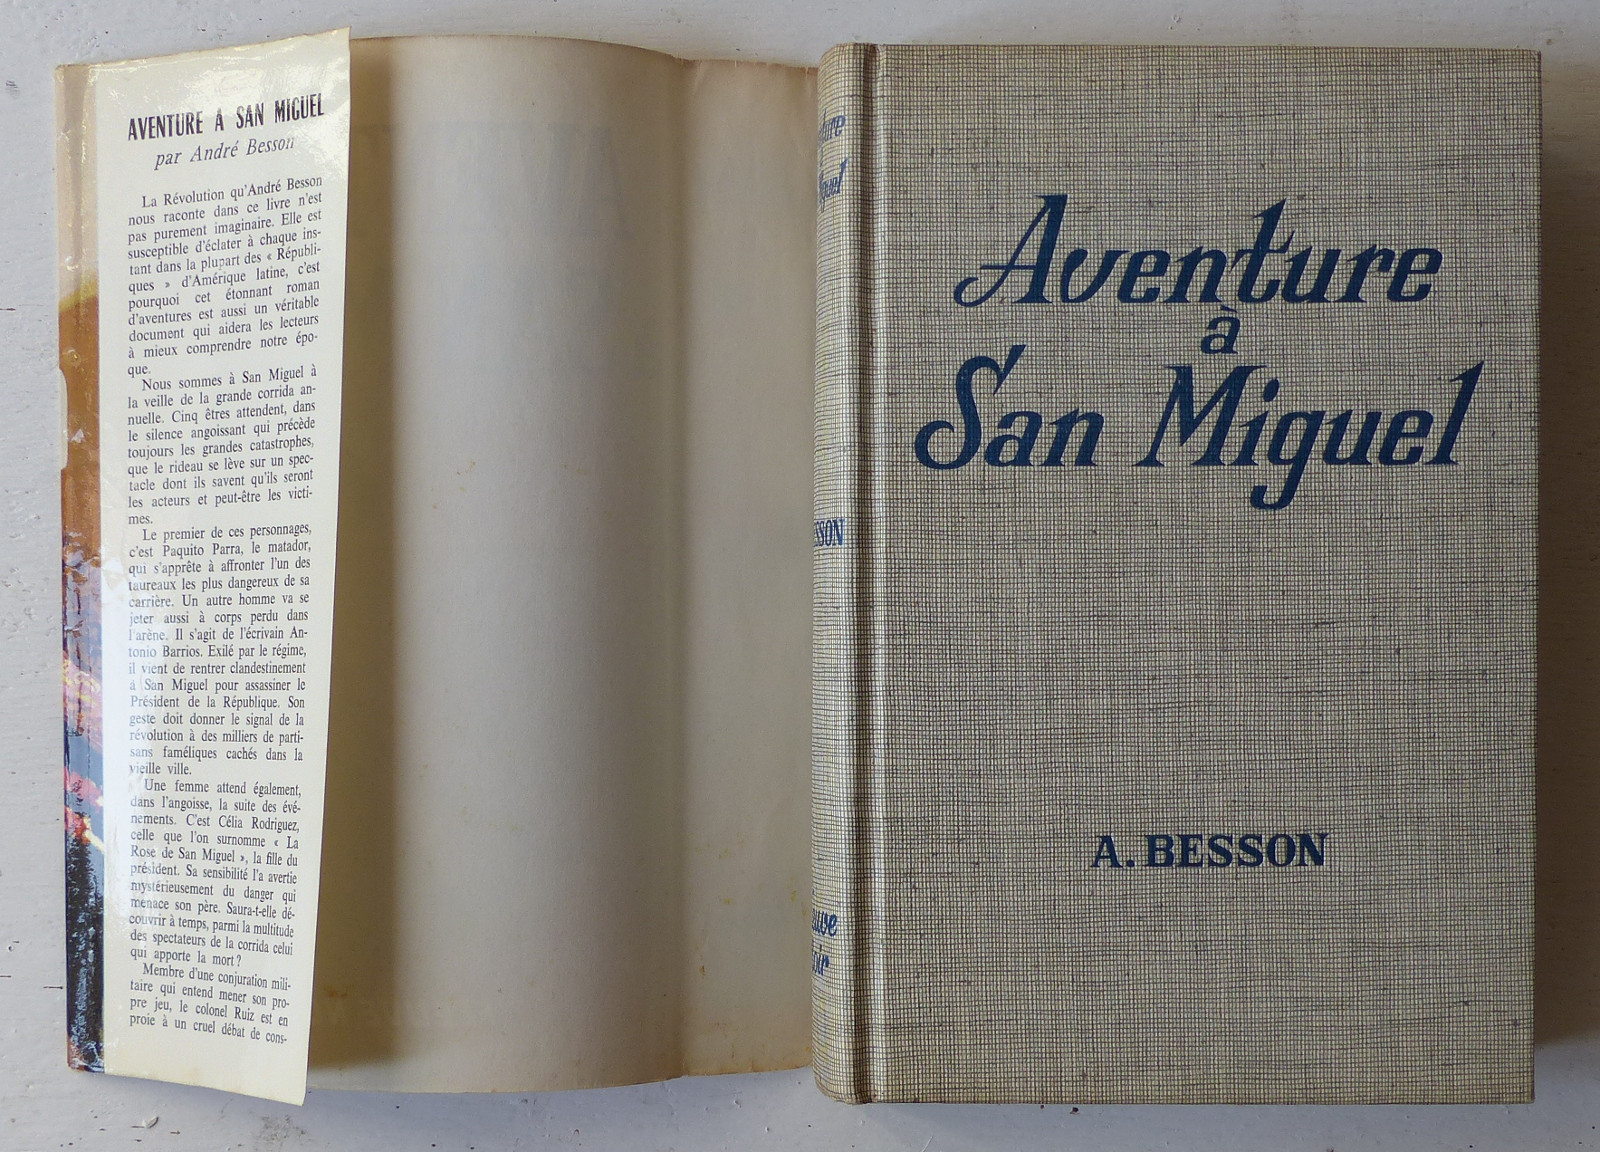 AVENTURE A SAN MIGUEL
par André Besson
La Révolution qu'André Besson
nous raconte dans ce livre n'est
pas purement imaginaire. Elle est
susceptible d'éclater à chaque ins-
tant dans la plupart des « Républi-
ques » d'Amérique latine, c'est
pourquoi cet étonnant roman
d'aventures est aussi un véritable
document qui aidera les lecteurs
à mieux comprendre notre épo-
que.
Nous sommes à San Miguel à
la veille de la grande corrida an-
nuelle. Cinq êtres attendent, dans
le silence angoissant qui précède
toujours les grandes catastrophes,
que le rideau se lève sur un spec-
tacle dont ils savent qu'ils seront
les acteurs et peut-être les victi-
mes.
Le premier de ces personnages,
c'est Paquito Parra, le matador,
qui s'apprête à affronter l'un des
taureaux les plus dangereux de sa
carrière. Un autre homme va se
jeter aussi à corps perdu dans
l'arène. Il s'agit de l'écrivain An-
tonio Barrios. Exilé par le régime,
il vient de rentrer clandestinement
à San Miguel pour assassiner le
Président de la République. Son
geste doit donner le signal de la
révolution à des milliers de parti-
sans faméliques cachés dans la
vieille ville.
Une femme attend également,
dans l'angoisse, la suite des évé-
nements. C'est Célia Rodriguez,
celle que l'on surnomme « La
Rose de San Miguel », la fille du
président. Sa sensibilité l'a avertie
mystérieusement du danger qui
menace son père. Saura-t-elle dé-
couvrir à temps, parmi la multitude
des spectateurs de la corrida celui
qui apporte la mort ?
Membre d'une conjuration mili-
taire qui entend mener son pro-
pre jeu, le colonel Ruiz est en
proie à un cruel débat de cons-
Aventure
à
San Miguel
A. BESSON